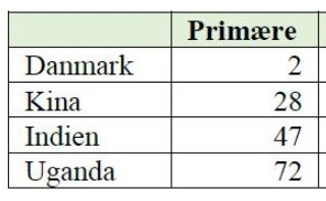 Primære
Danmark 2
Kina 28
Indien 47
Uganda 72